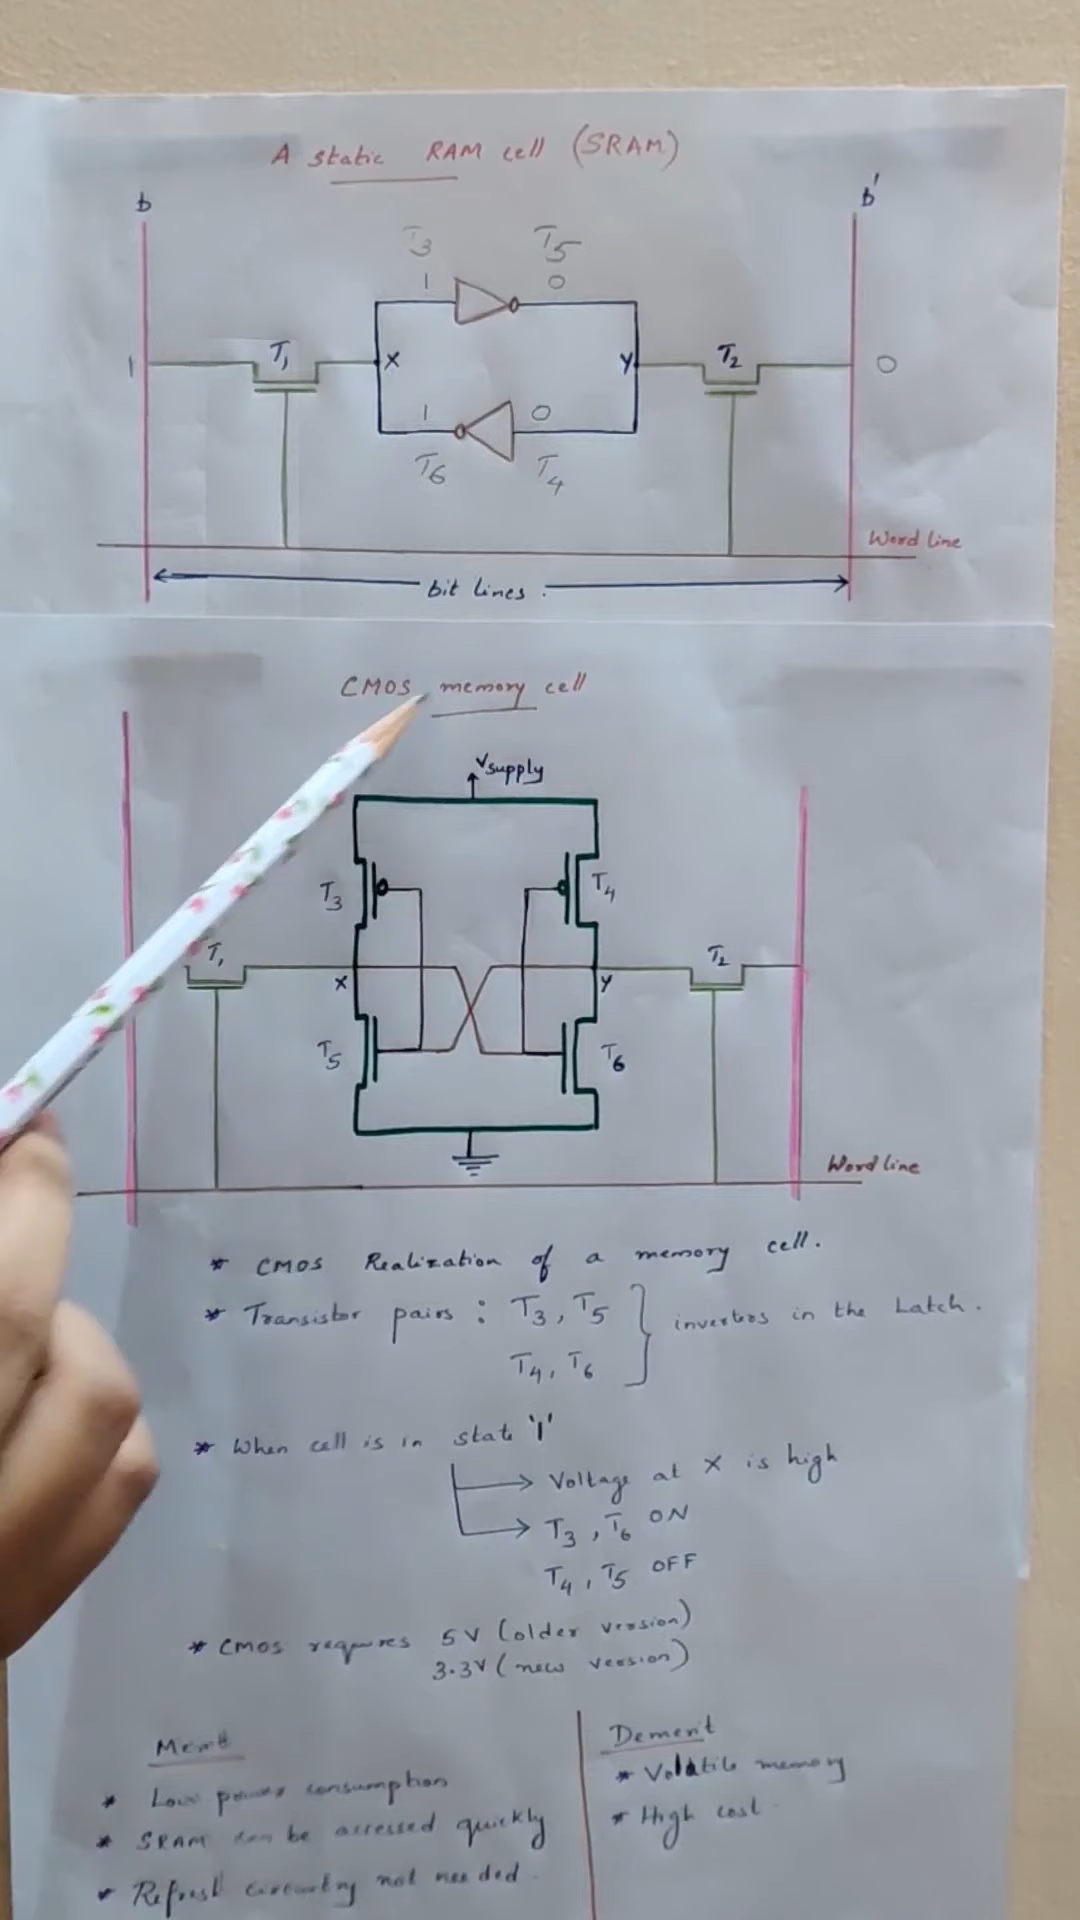 A static RAM cell (SRAM)
b
b'
T3
T5
1
0
1
T1
X
Y
T2
0
1
0
T6
T4
Word line
bit lines.
CMOS memory cell
Vsupply
T3
T4
T1
T2
X
Y
T5
T6
Word line
* CMOS Realization of a memory cell.
* Transistor pairs : T3, T5 } invertros in the Latch.
T4, T6
* When cell is in state '1'
→ Voltage at X is high
→ T3, T6 ON
T4, T5 OFF
* CMOS requires 5V (older version)
3.3V (new version)
Merit
Demerit
* Low power consumption
* Volatile memory
* SRAM can be accessed quickly
* High cost.
* Refresh circuitry not needed.